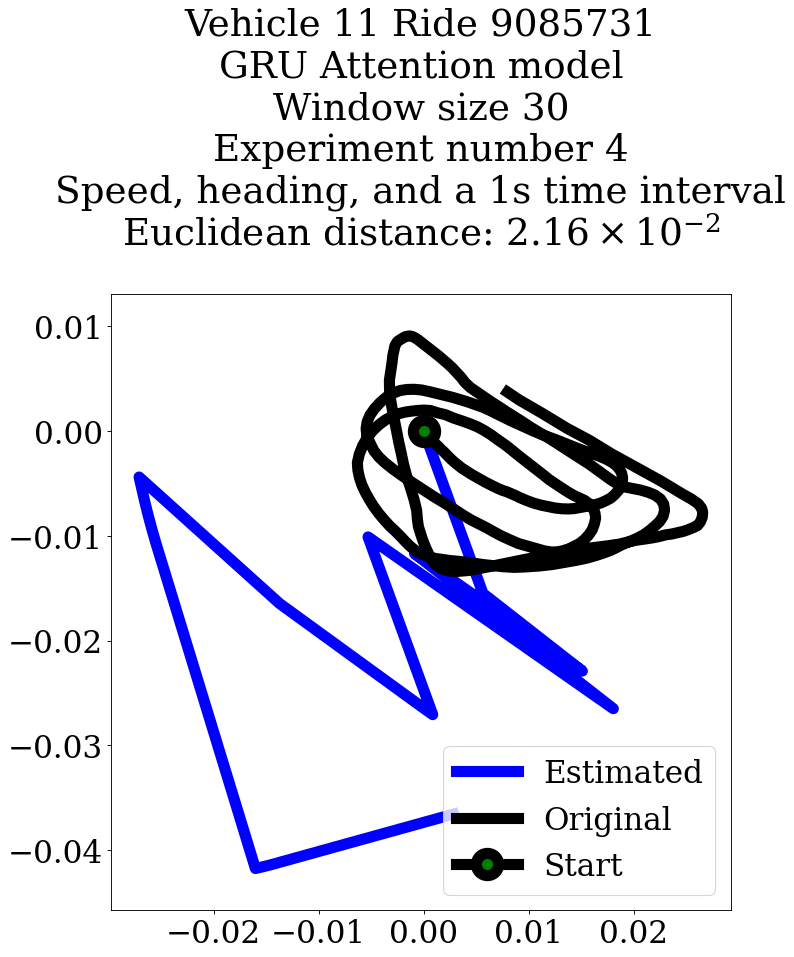 Vehicle 11 Ride 9085731
GRU Attention model
Window size 30
Experiment number 4
Speed, heading, and a 1s time interval
Euclidean distance: 2.16 × 10⁻²
0.01
0.00
−0.01
−0.02
−0.03
−0.04
Estimated
Original
Start
−0.02 −0.01 0.00 0.01 0.02